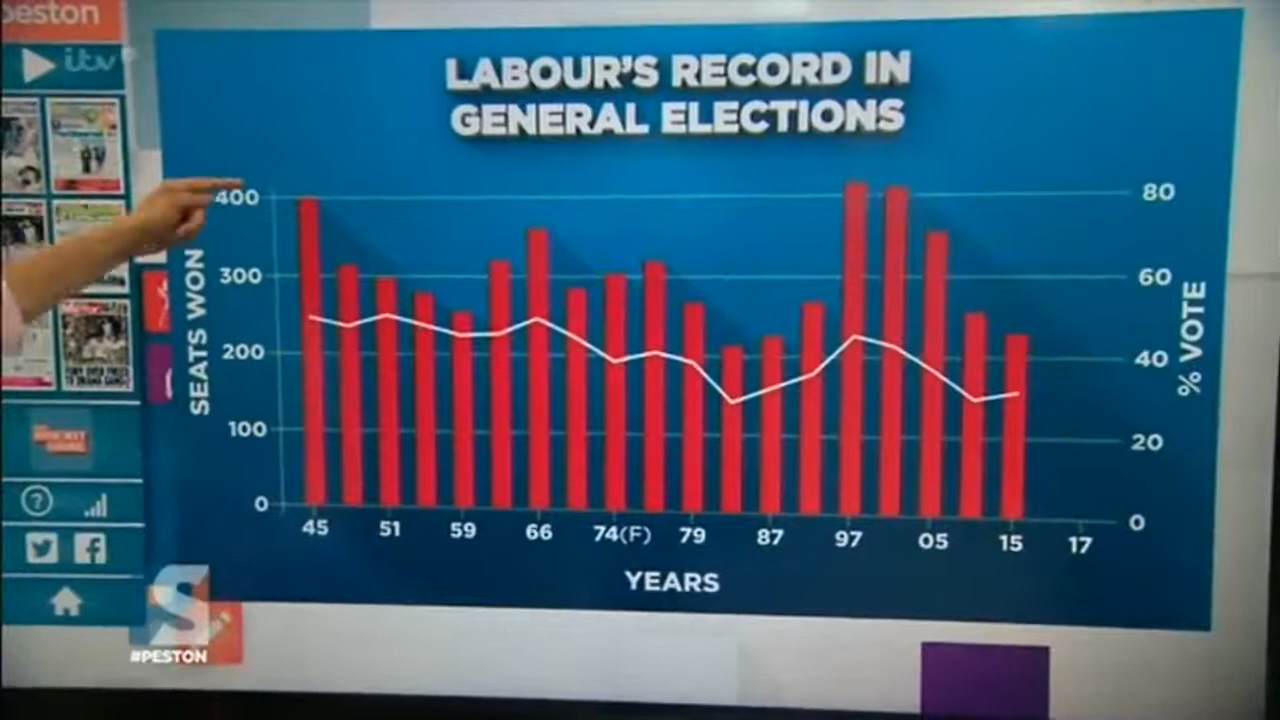 peston
itv
LABOUR'S RECORD IN
GENERAL ELECTIONS
400
300
200
100
0
SEATS WON
80
60
40
20
0
% VOTE
45
51
59
66
74(F)
79
87
97
05
15
17
YEARS
?
#PESTON